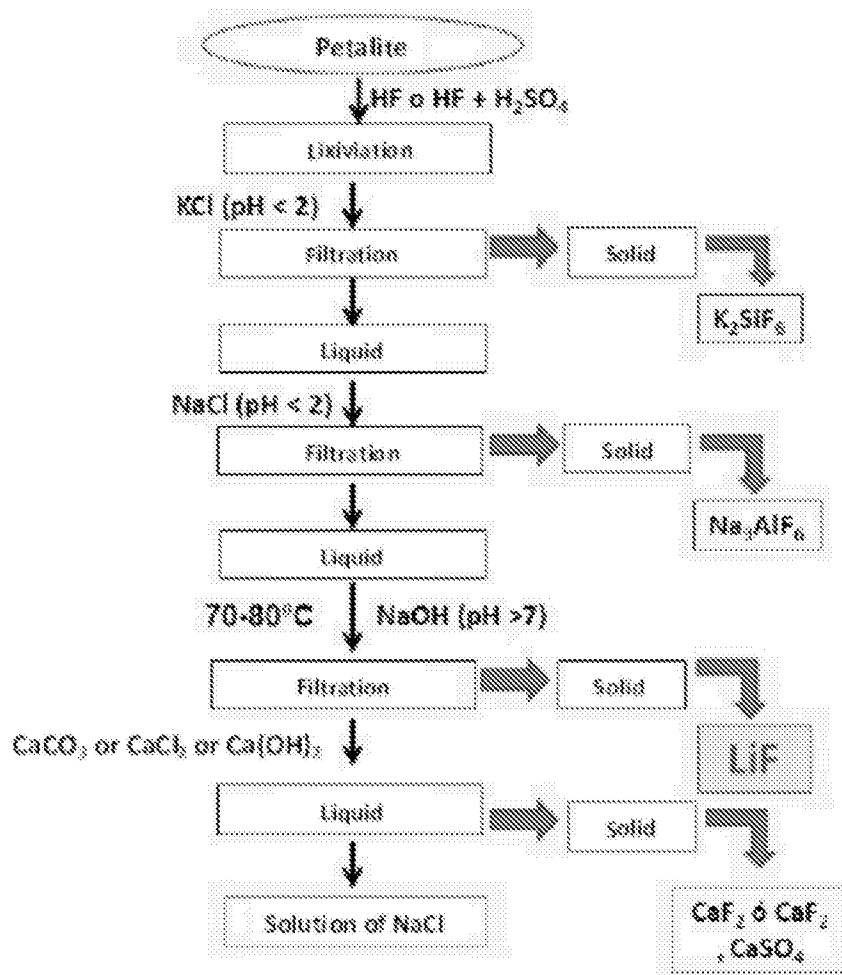 Petalite
HF o HF + H₂SO₄
Lixiviation
KCl (pH < 2)
Filtration
Solid
K₂SiF₆
Liquid
NaCl (pH < 2)
Filtration
Solid
Na₃AlF₆
Liquid
70-80°C NaOH (pH >7)
Filtration
Solid
CaCO₃ or CaCl₂ or Ca(OH)₂
LiF
Liquid
Solid
Solution of NaCl
CaF₂ ó CaF₂
, CaSO₄